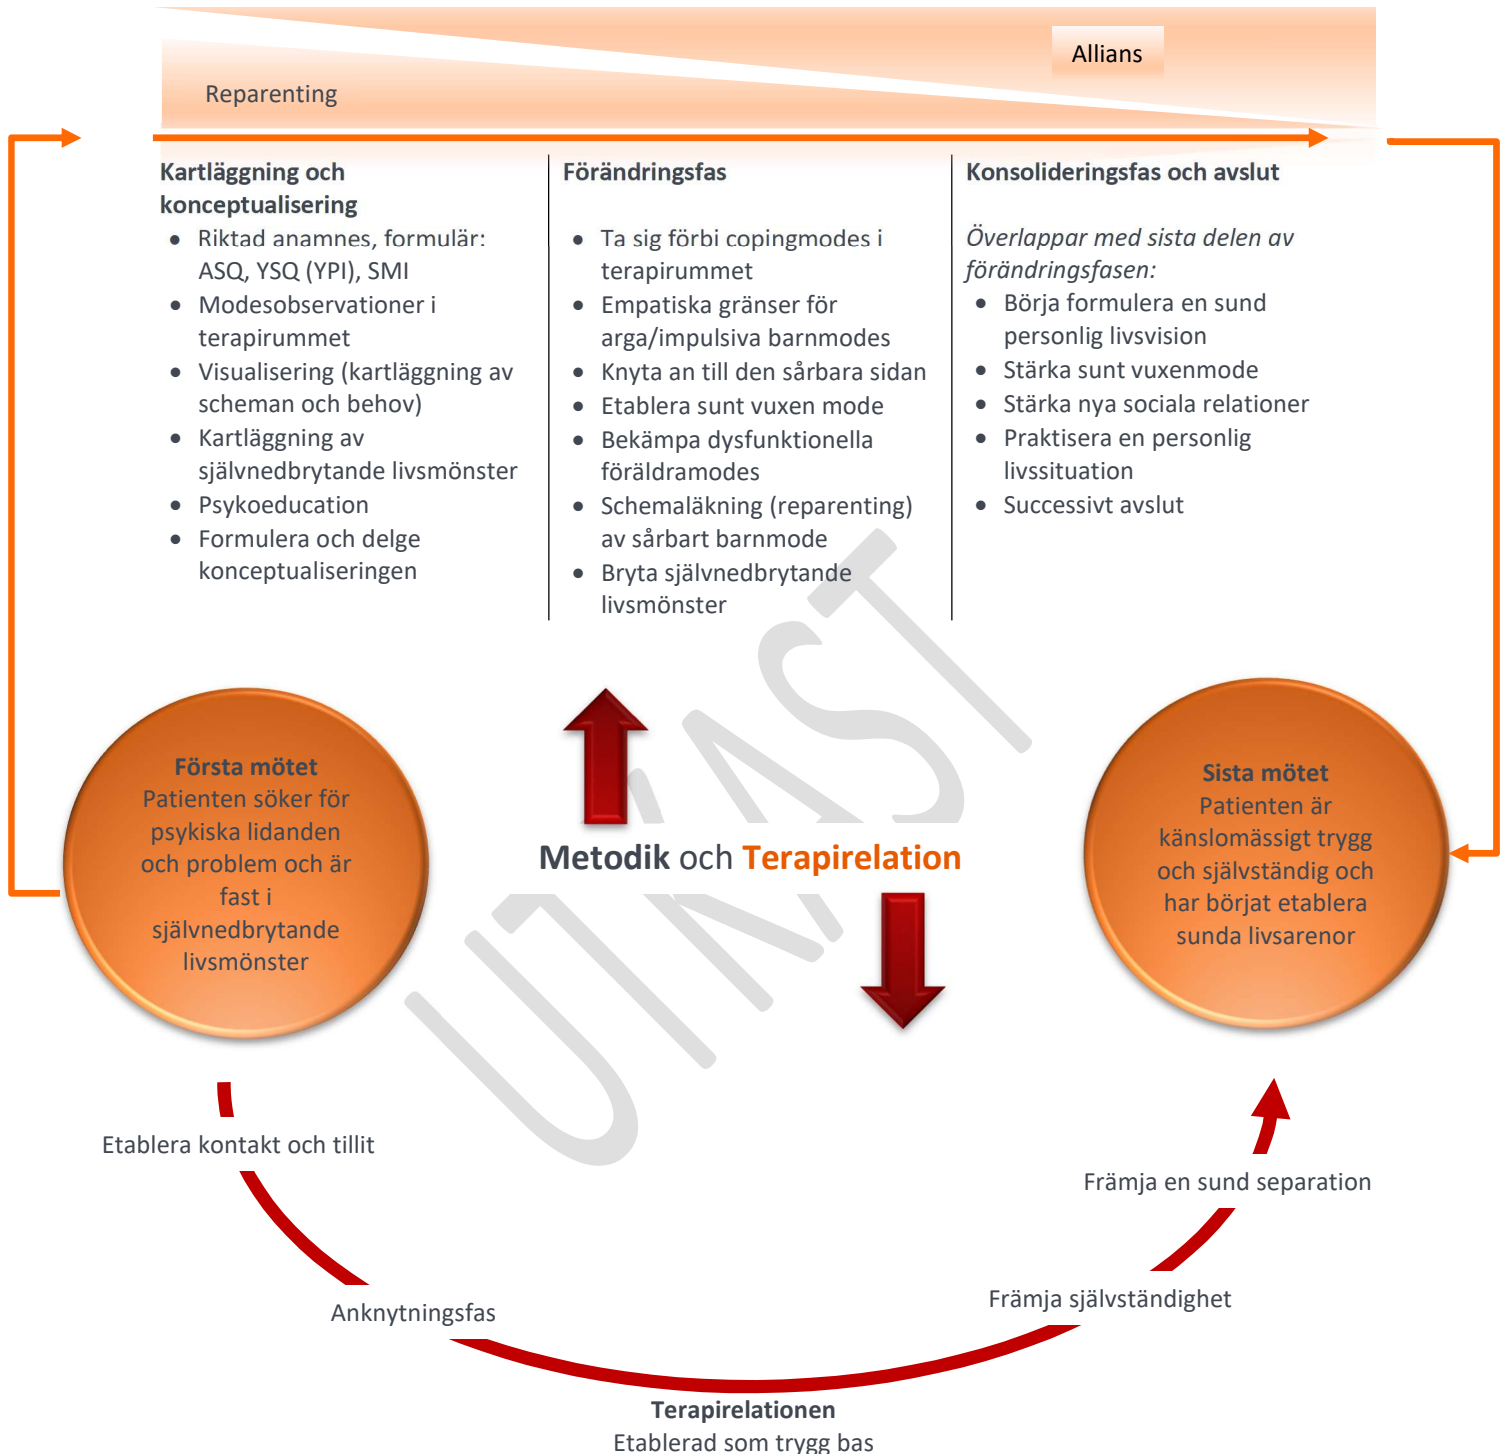 Allians
Reparenting
Kartläggning och
konceptualisering
• Riktad anamnes, formulär:
ASQ, YSQ (YPI), SMI
• Modesobservationer i
terapirummet
• Visualisering (kartläggning av
scheman och behov)
• Kartläggning av
självnedbrytande livsmönster
• Psykoeducation
• Formulera och delge
konceptualiseringen
Förändringsfas
• Ta sig förbi copingmodes i
terapirummet
• Empatiska gränser för
arga/impulsiva barnmodes
• Knyta an till den sårbara sidan
• Etablera sunt vuxen mode
• Bekämpa dysfunktionella
föräldramodes
• Schemaläkning (reparenting)
av sårbart barnmode
• Bryta självnedbrytande
livsmönster
Konsolideringsfas och avslut
Överlappar med sista delen av
förändringsfasen:
• Börja formulera en sund
personlig livsvision
• Stärka sunt vuxenmode
• Stärka nya sociala relationer
• Praktisera en personlig
livssituation
• Successivt avslut
Första mötet
Patienten söker för
psykiska lidanden
och problem och är
fast i
självnedbrytande
livsmönster
Metodik och Terapirelation
Sista mötet
Patienten är
känslomässigt trygg
och självständig och
har börjat etablera
sunda livsarenor
UTKAST
Etablera kontakt och tillit
Främja en sund separation
Anknytningsfas
Främja självständighet
Terapirelationen
Etablerad som trygg bas